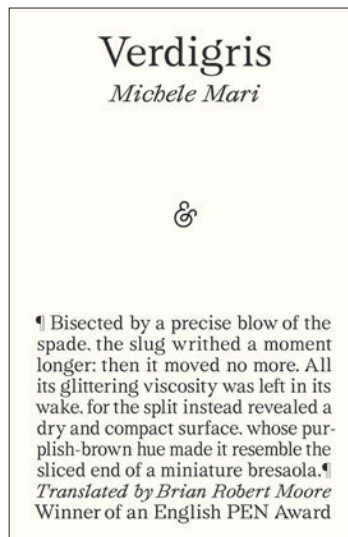 Verdigris
Michele Mari
&
¶ Bisected by a precise blow of the
spade, the slug writhed a moment
longer: then it moved no more. All
its glittering viscosity was left in its
wake, for the split instead revealed a
dry and compact surface, whose pur-
plish-brown hue made it resemble the
sliced end of a miniature bresaola.¶
Translated by Brian Robert Moore
Winner of an English PEN Award